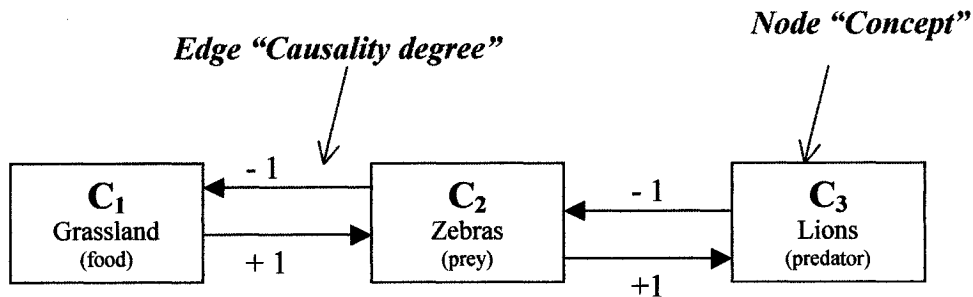 Node “Concept”
Edge “Causality degree”
- 1
- 1
C₁
Grassland
(food)
C₂
Zebras
(prey)
C₃
Lions
(predator)
+ 1
+1